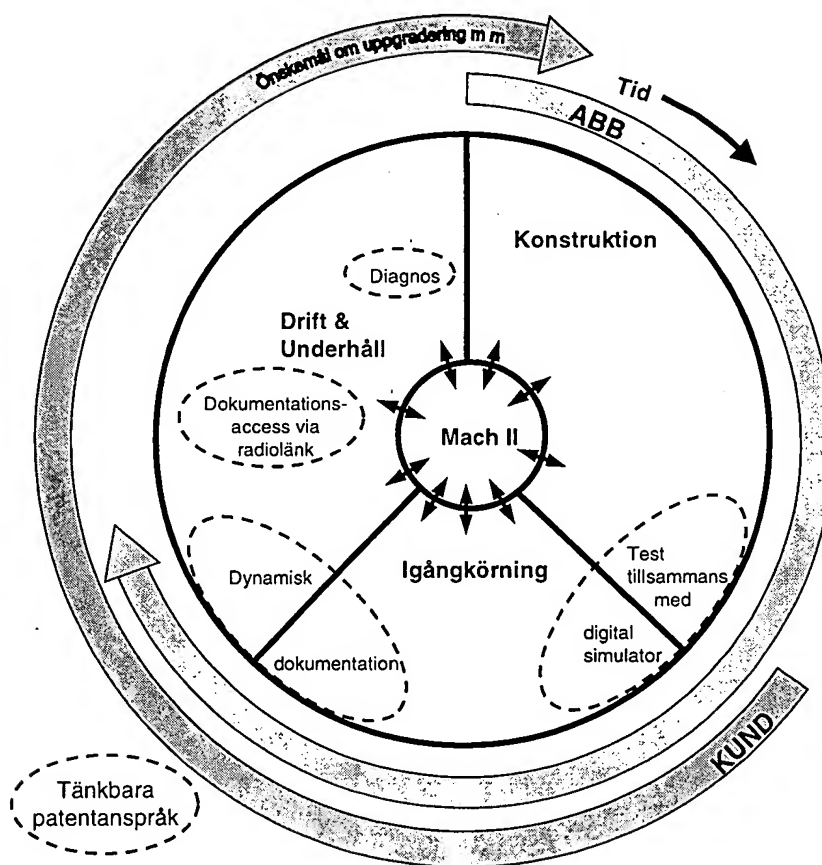 Önskemål om uppgradering m m
Tid
ABB
Konstruktion
Diagnos
Drift &
Underhåll
Dokumentations-
access via
radiolänk
Mach II
Igångkörning
Dynamisk
dokumentation
Test
tillsammans
med
digital
simulator
KUND
Tänkbara
patentanspråk